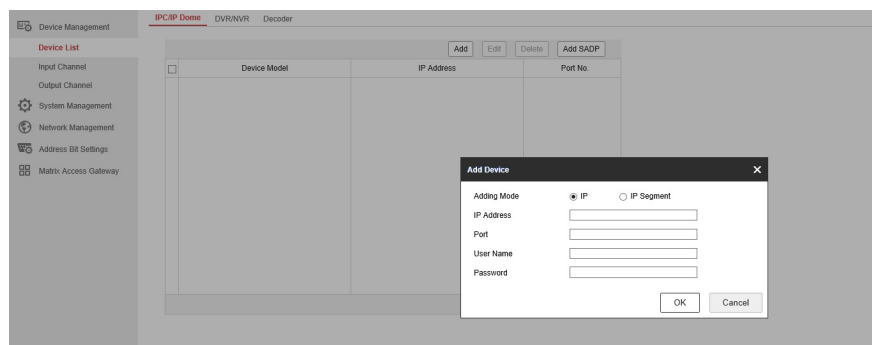 IPC/IP Dome DVR/NVR Decoder
Device Management
Device List
Input Channel
Output Channel
System Management
Network Management
Address Bit Settings
Matrix Access Gateway
Add Edit Delete Add SADP
Device Model IP Address Port No.
Add Device
Adding Mode IP IP Segment
IP Address
Port
User Name
Password
OK Cancel